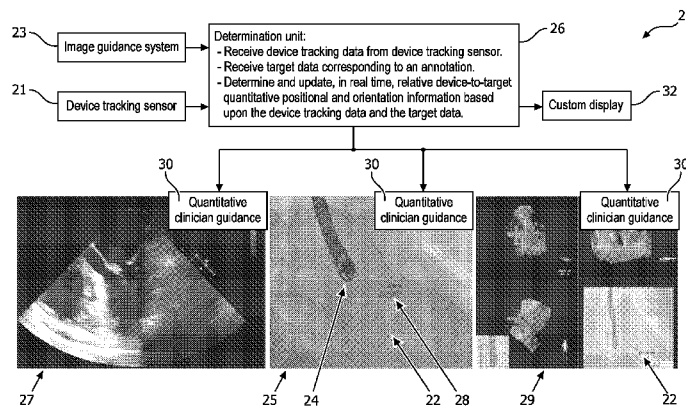 23
Image guidance system
21
Device tracking sensor
Determination unit:
- Receive device tracking data from device tracking sensor.
- Receive target data corresponding to an annotation.
- Determine and update, in real time, relative device-to-target
quantitative positional and orientation information based
upon the device tracking data and the target data.
26
2
Custom display
32
30
Quantitative
clinician guidance
30
Quantitative
clinician guidance
30
Quantitative
clinician guidance
27
25
24
22
28
29
22